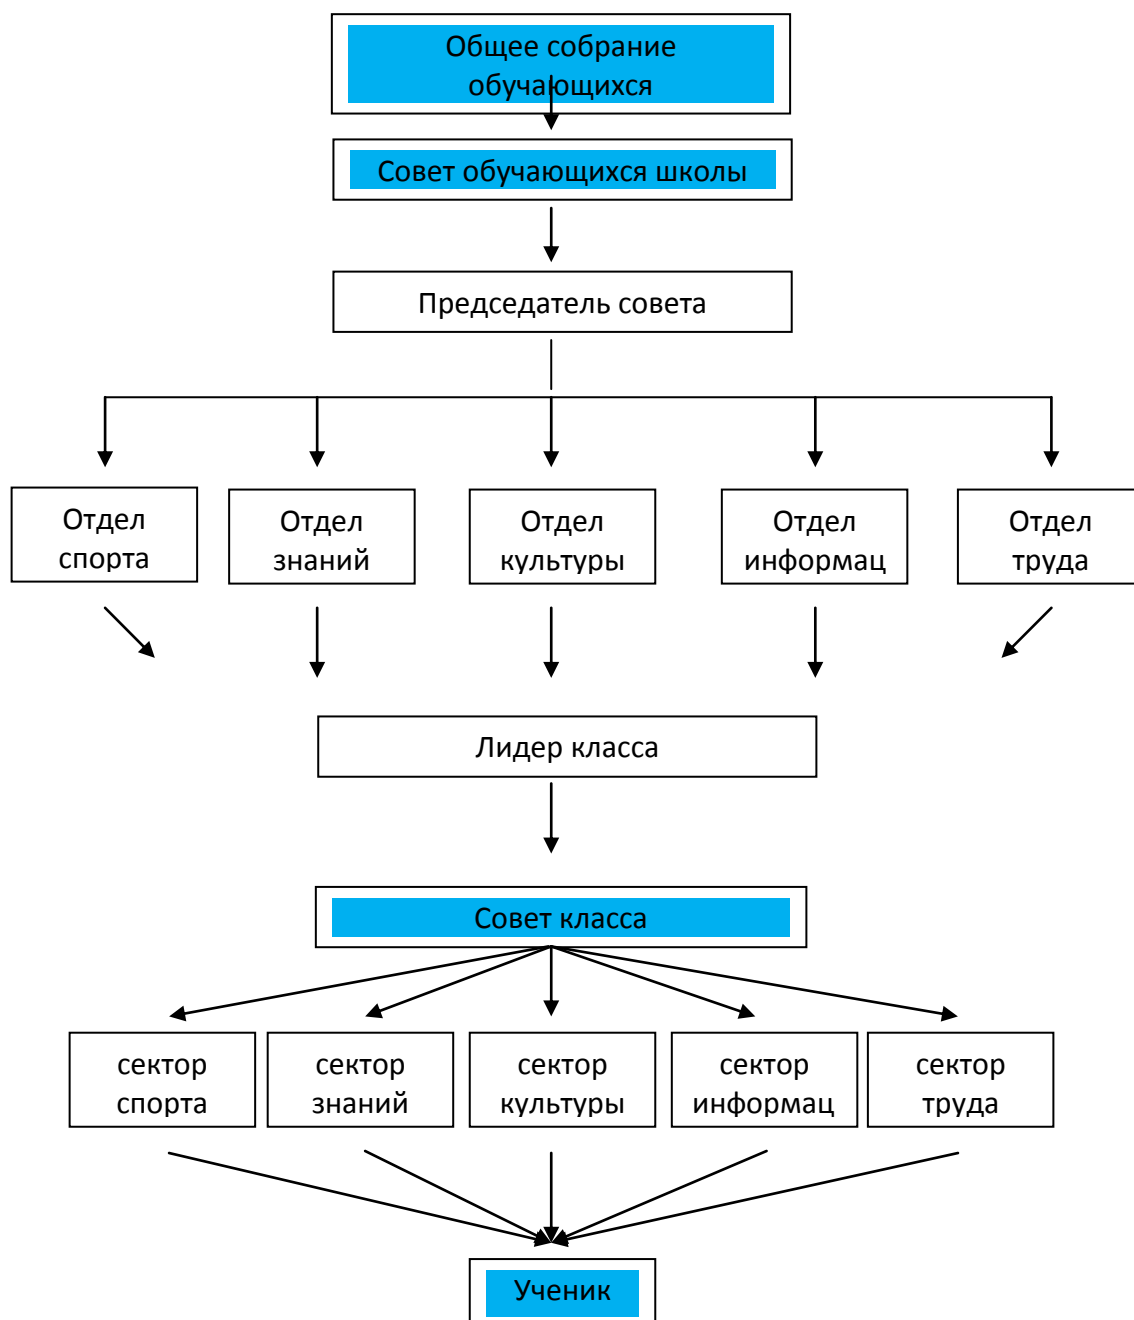 Общее собрание
обучающихся
Совет обучающихся школы
Председатель совета
Отдел
спорта
Отдел
знаний
Отдел
культуры
Отдел
информац
Отдел
труда
Лидер класса
Совет класса
сектор
спорта
сектор
знаний
сектор
культуры
сектор
информац
сектор
труда
Ученик